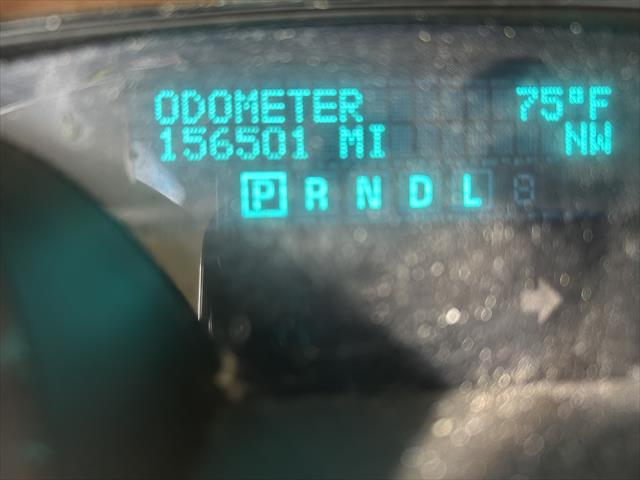 ODOMETER 75°F
156501 MI NW
P R N D L